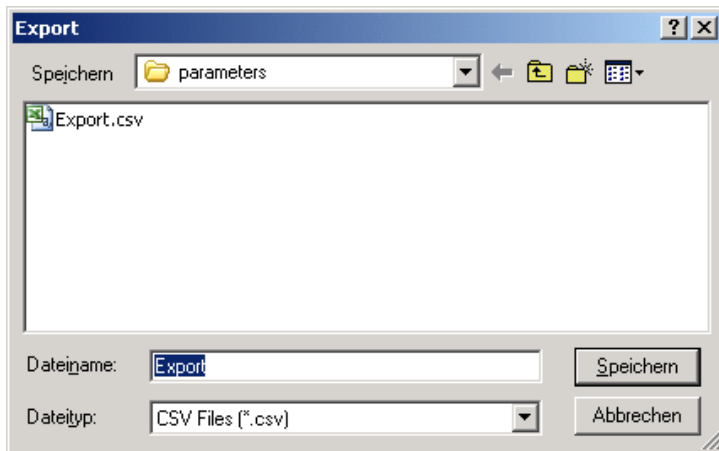 Export
Speichern parameters
Export.csv
Dateiname: Export Speichern
Dateityp: CSV Files (*.csv) Abbrechen